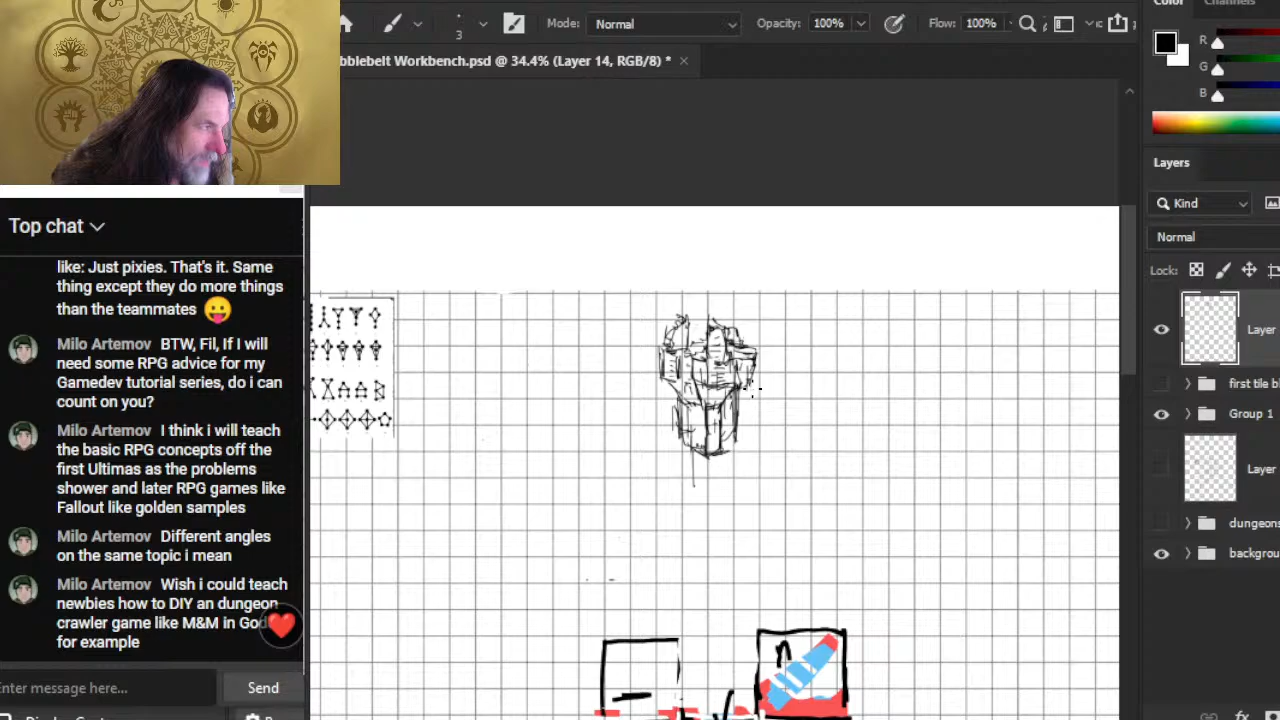 3
Mode: Normal
Opacity: 100%
Flow: 100%
bblebelt Workbench.psd @ 34.4% (Layer 14, RGB/8) *
Color
Channels
R
G
B
Layers
Kind
Normal
Lock:
Layer
first tile bl
Group 1
Layer
dungeons
backgrou
fx
Top chat
like: Just pixies. That's it. Same
thing except they do more things
than the teammates
Milo Artemov BTW, Fil, If I will
need some RPG advice for my
Gamedev tutorial series, do i can
count on you?
Milo Artemov I think i will teach
the basic RPG concepts off the
first Ultimas as the problems
shower and later RPG games like
Fallout like golden samples
Milo Artemov Different angles
on the same topic i mean
Milo Artemov Wish i could teach
newbies how to DIY an dungeon
crawler game like M&M in God
for example
nter message here...
Send
n